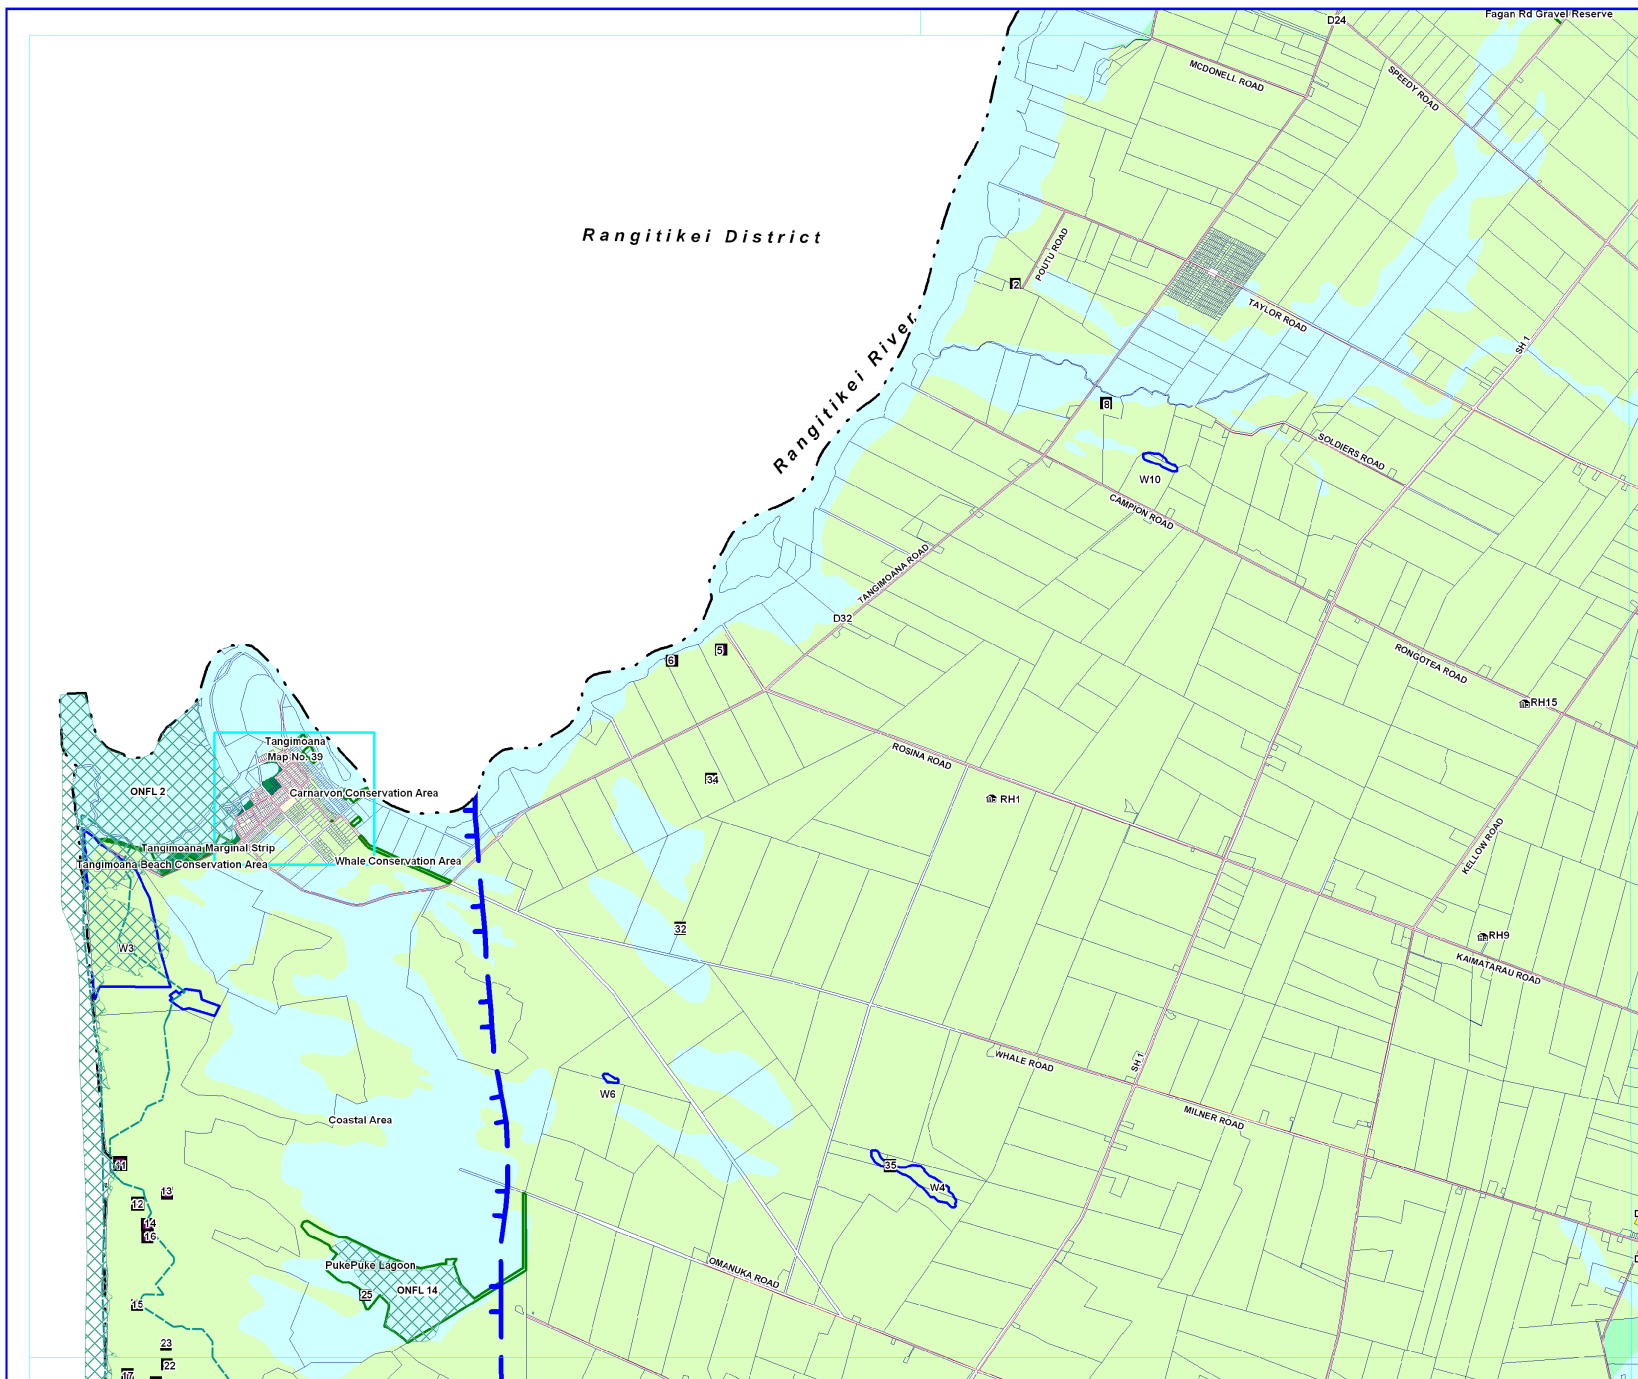 D24
Fagan Rd Gravel Reserve
MCDONELL ROAD
SPEEDY ROAD
Rangitikei District
POUTU ROAD
2
TAYLOR ROAD
SH 1
Rangitikei River
8
SOLDIERS ROAD
W10
CAMPION ROAD
TANGIMOANA ROAD
D32
5
6
RONGOTEA ROAD
RH15
Tangimoana
Map No. 39
ROSINA ROAD
34
ONFL 2
Carnarvon Conservation Area
RH1
KELLOW ROAD
Tangimoana Marginal Strip
Whale Conservation Area
Tangimoana Beach Conservation Area
32
RH9
W3
KAIMATARAU ROAD
WHALE ROAD
SH 1
W6
Coastal Area
MILNER ROAD
35
W4
13
12
14
16
PukePuke Lagoon
OMANUKA ROAD
ONFL 14
25
15
23
22
17